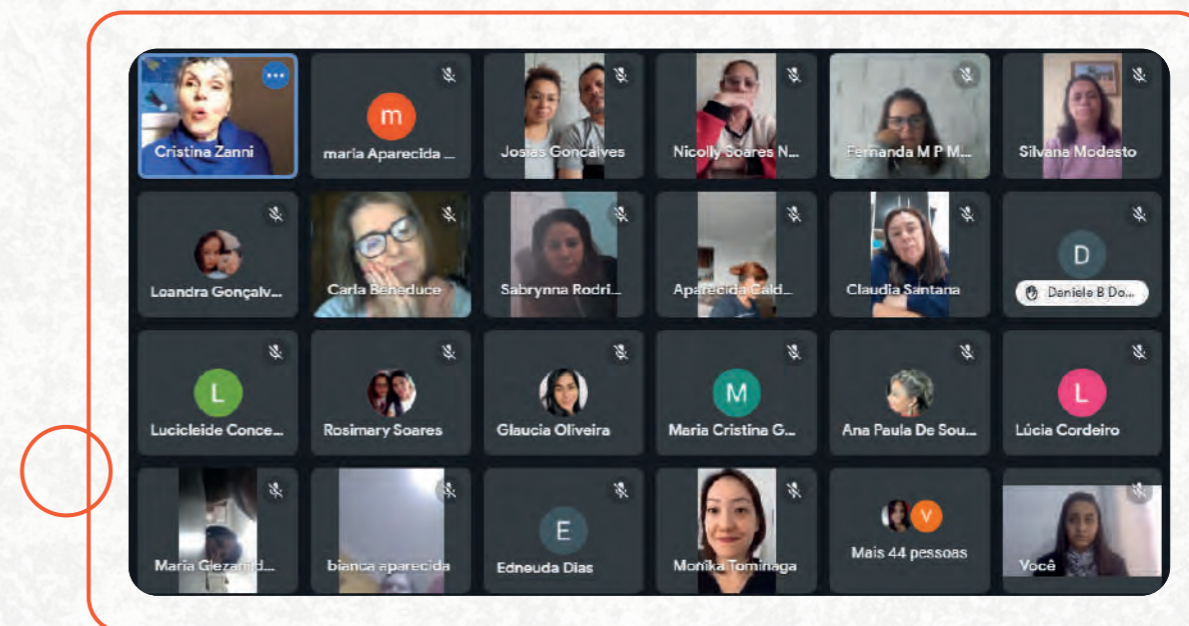 Cristina Zanni
m
maria Aparecida ...
Josias Gonçalves
Nicolly Soares N...
Fernanda M P M...
Silvana Modesto
Leandra Gonçalv...
Carla Beneduce
Sabrynna Rodri...
Aparecida Cald...
Claudia Santana
D
Daniele B Do...
L
Lucicleide Conce...
Rosimary Soares
Glaucia Oliveira
M
Maria Cristina G...
Ana Paula De Sou...
L
Lúcia Cordeiro
Maria
bianca aparecida
E
Edneuda Dias
Monika Tominaga
V
Mais 44 pessoas
Você